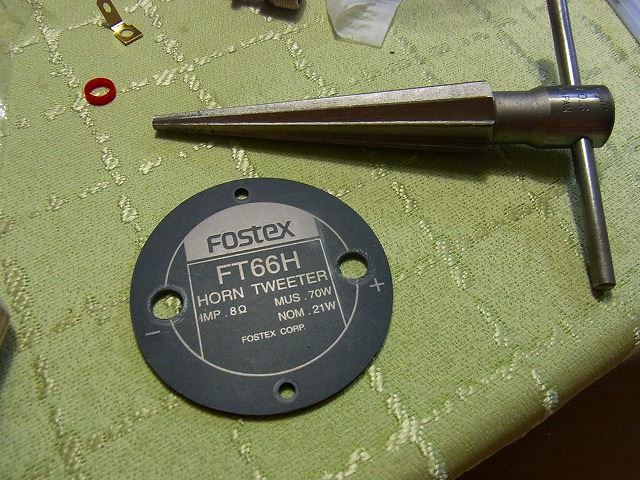 FOSTEX
FT66H
HORN TWEETER
IMP . 8Ω MUS . 70W
NOM . 21W
FOSTEX CORP.
− +